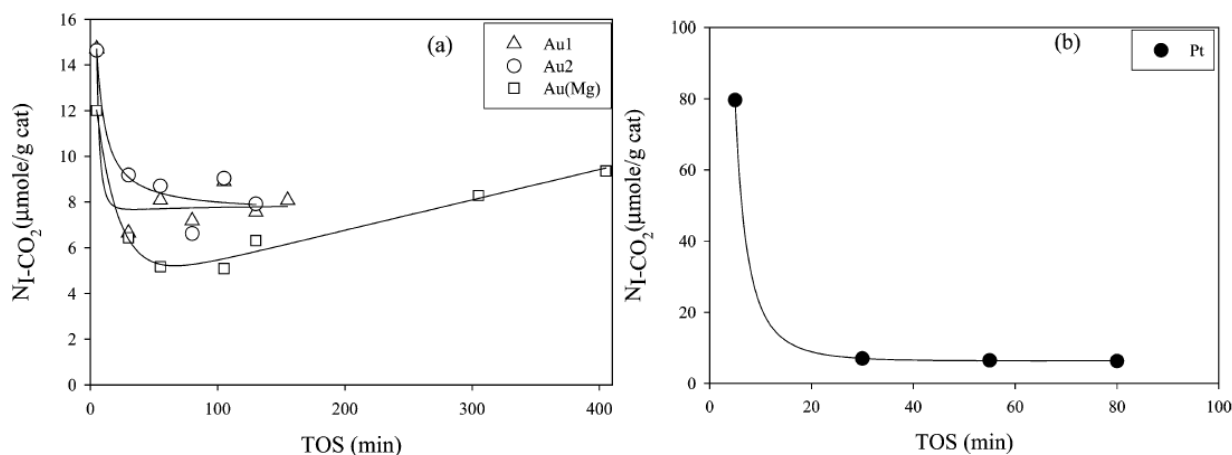 (a)
Au1
Au2
Au(Mg)
N_I-CO₂(μmole/g cat)
16
14
12
10
8
6
4
2
0
0 100 200 300 400
TOS (min)
(b)
Pt
N_I-CO₂(μmole/g cat)
100
80
60
40
20
0
0 20 40 60 80 100
TOS (min)